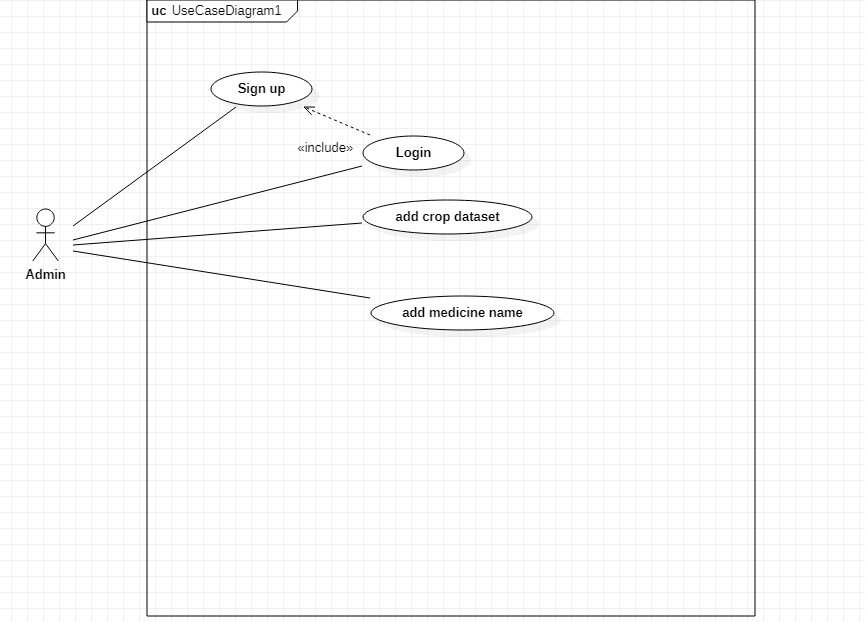 uc UseCaseDiagram1
Sign up
«include»
Login
add crop dataset
Admin
add medicine name